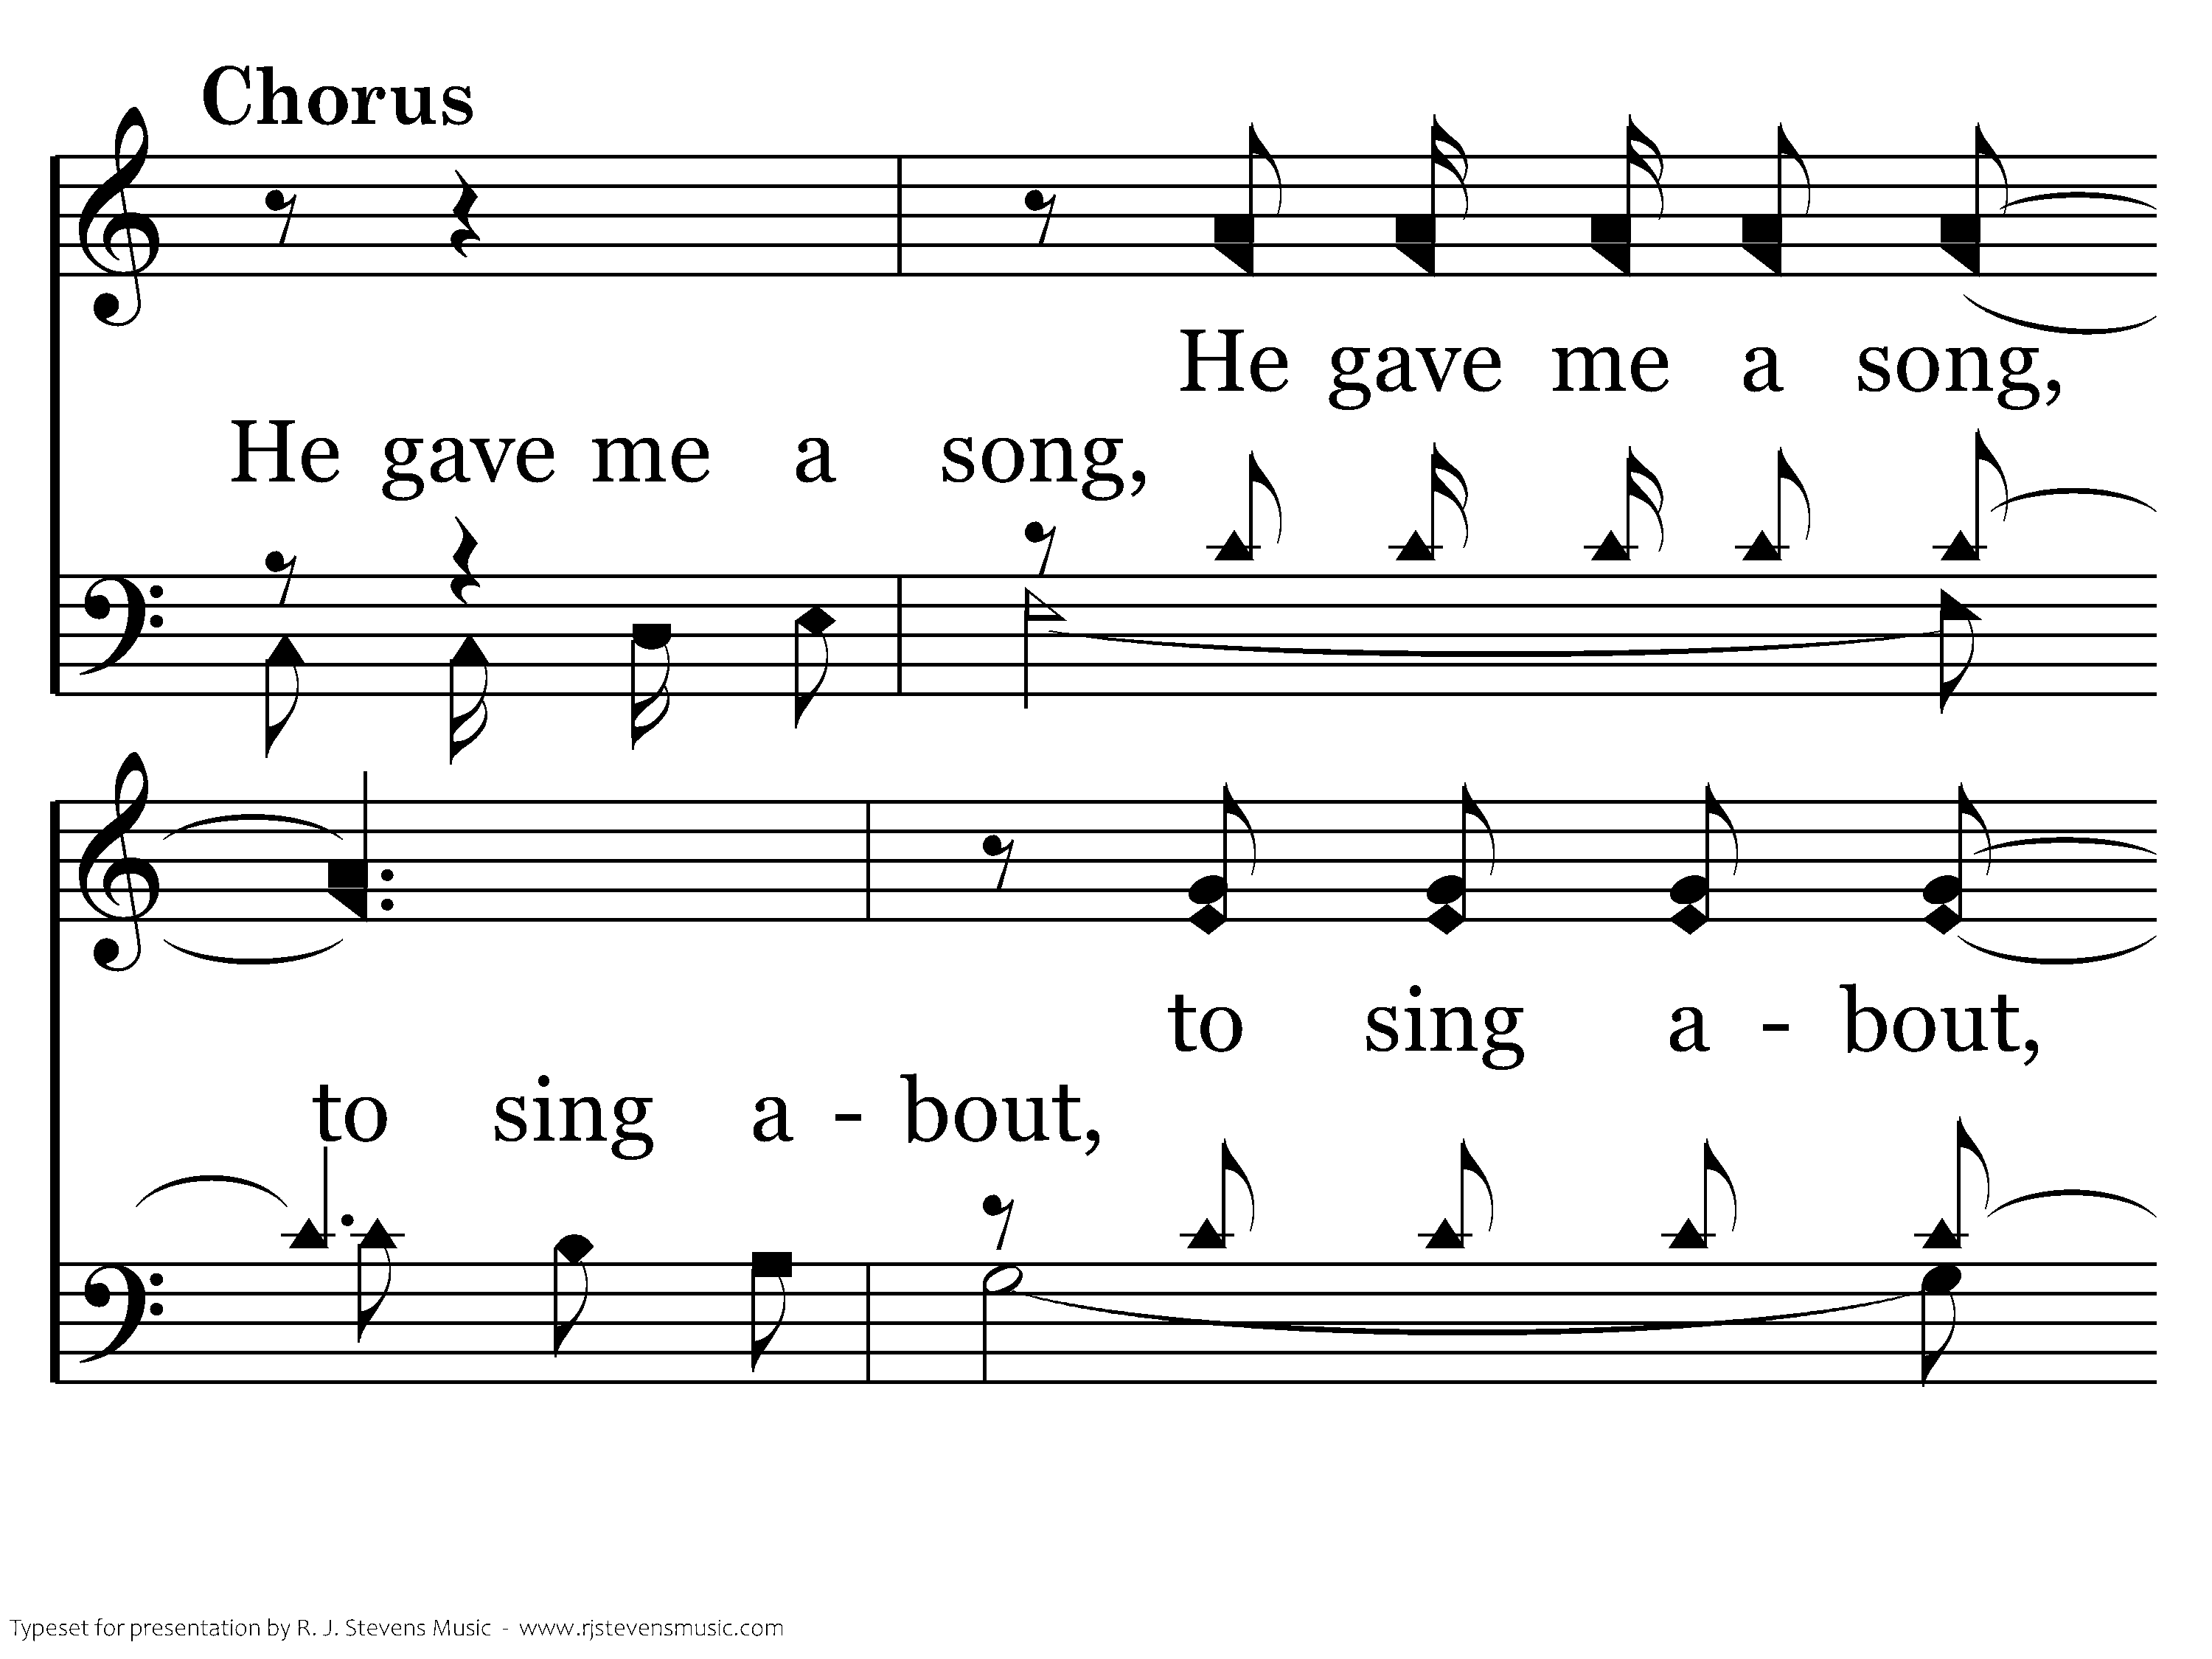 Chorus
He gave me a song,
He gave me a song,
to sing a - bout,
to sing a - bout,
Typeset for presentation by R. J. Stevens Music - www.rjstevensmusic.com